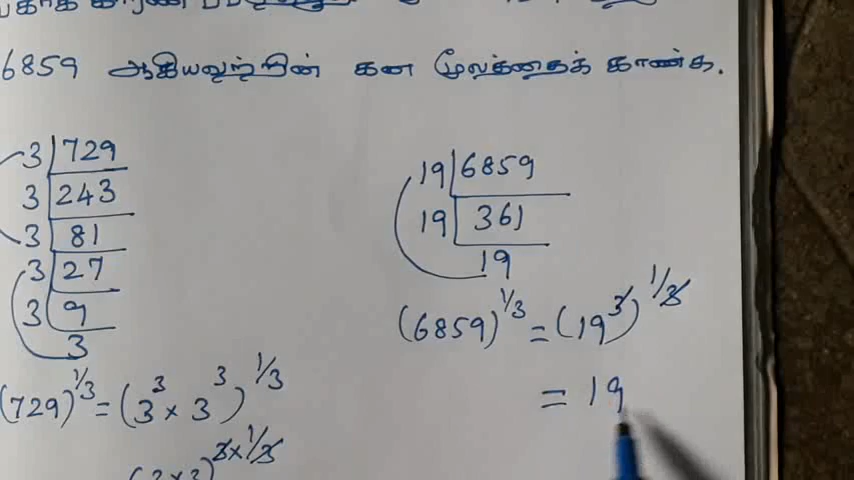 6859 ஆகியவற்றின் கன மூலத்தைக் காண்க.
3 | 729
3 | 243
3 | 81
3 | 27
3 | 9
3
(729)^1/3 = (3^3 × 3^3)^1/3
19 | 6859
19 | 361
19
(6859)^1/3 = (19^3)^1/3
= 19